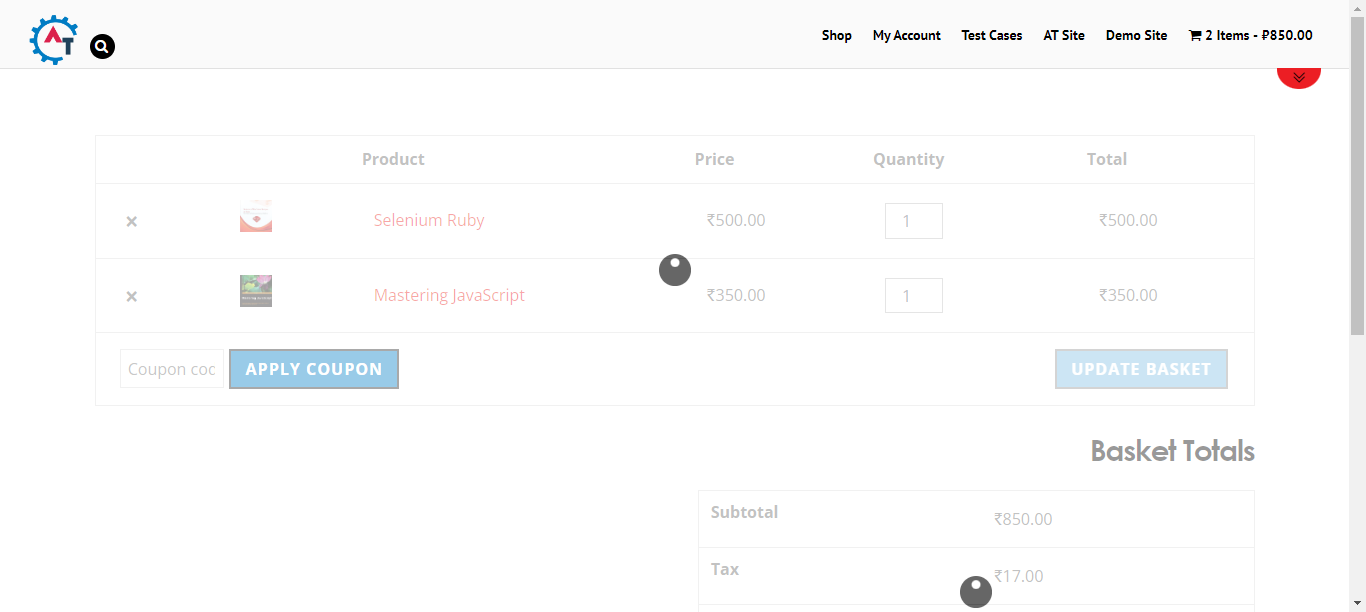 AT
Shop My Account Test Cases AT Site Demo Site 2 Items - ₽850.00
Product Price Quantity Total
× Selenium Ruby ₹500.00 1 ₹500.00
× Mastering JavaScript ₹350.00 1 ₹350.00
Coupon coc APPLY COUPON UPDATE BASKET
Basket Totals
Subtotal ₹850.00
Tax ₹17.00